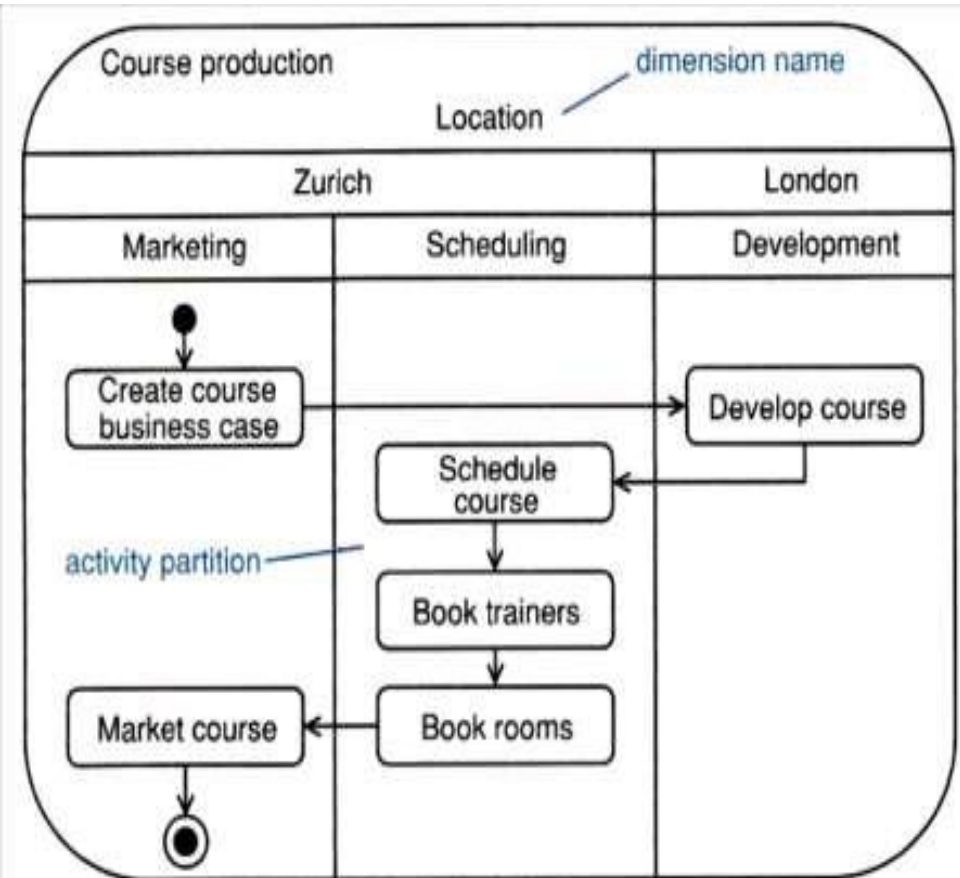 Course production
dimension name
Location
Zurich
London
Marketing
Scheduling
Development
Create course
business case
Develop course
Schedule
course
activity partition
Book trainers
Market course
Book rooms